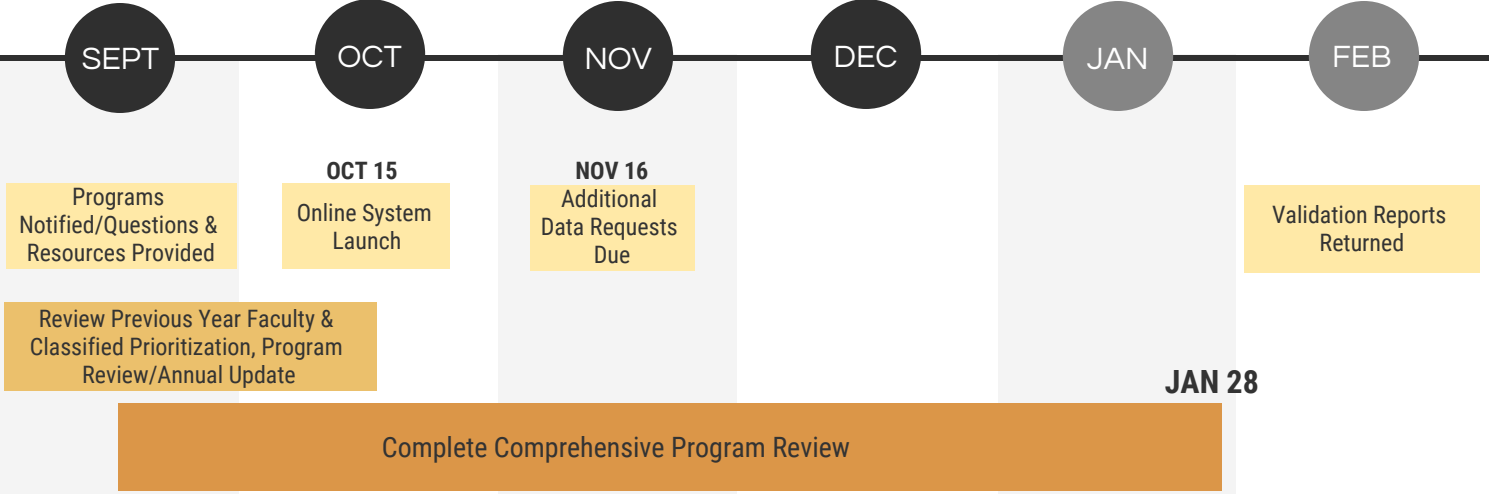 SEPT
OCT
NOV
DEC
JAN
FEB
OCT 15
NOV 16
Programs
Notified/Questions &
Resources Provided
Online System
Launch
Additional
Data Requests
Due
Validation Reports
Returned
Review Previous Year Faculty &
Classified Prioritization, Program
Review/Annual Update
JAN 28
Complete Comprehensive Program Review